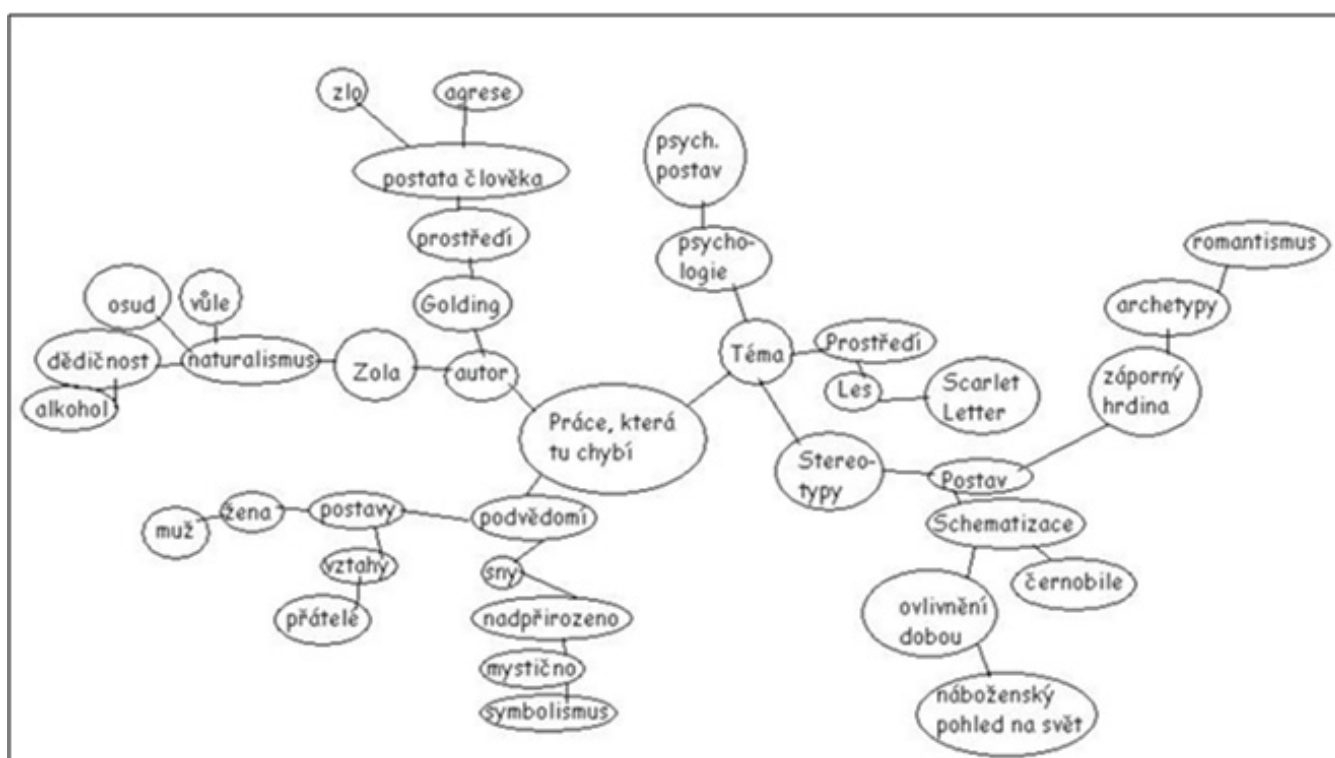 zlo
agrese
postata člověka
prostředí
Golding
osud
vůle
dědičnost
naturalismus
Zola
autor
alkohol
psych.
postav
psycho-
logie
Téma
Prostředí
Les
Scarlet
Letter
romantismus
archetypy
záporný
hrdina
Práce, která
tu chybí
Stereo-
typy
Postav
Schematizace
černobile
ovlivnění
dobou
náboženský
pohled na svět
muž
žena
postavy
podvědomí
vztahy
přátelé
sny
nadpřirozeno
mystično
symbolismus